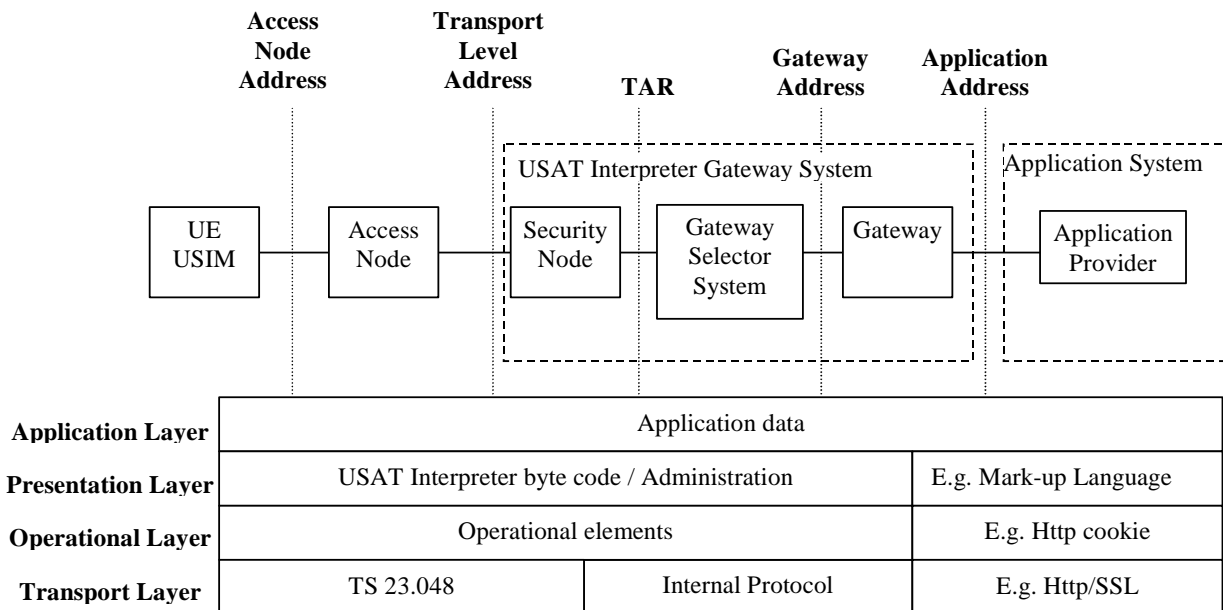 Access
Node
Address
Transport
Level
Address
TAR
Gateway
Address
Application
Address
USAT Interpreter Gateway System
Application System
UE
USIM
Access
Node
Security
Node
Gateway
Selector
System
Gateway
Application
Provider
Application Layer
Application data
Presentation Layer
USAT Interpreter byte code / Administration
E.g. Mark-up Language
Operational Layer
Operational elements
E.g. Http cookie
Transport Layer
TS 23.048
Internal Protocol
E.g. Http/SSL